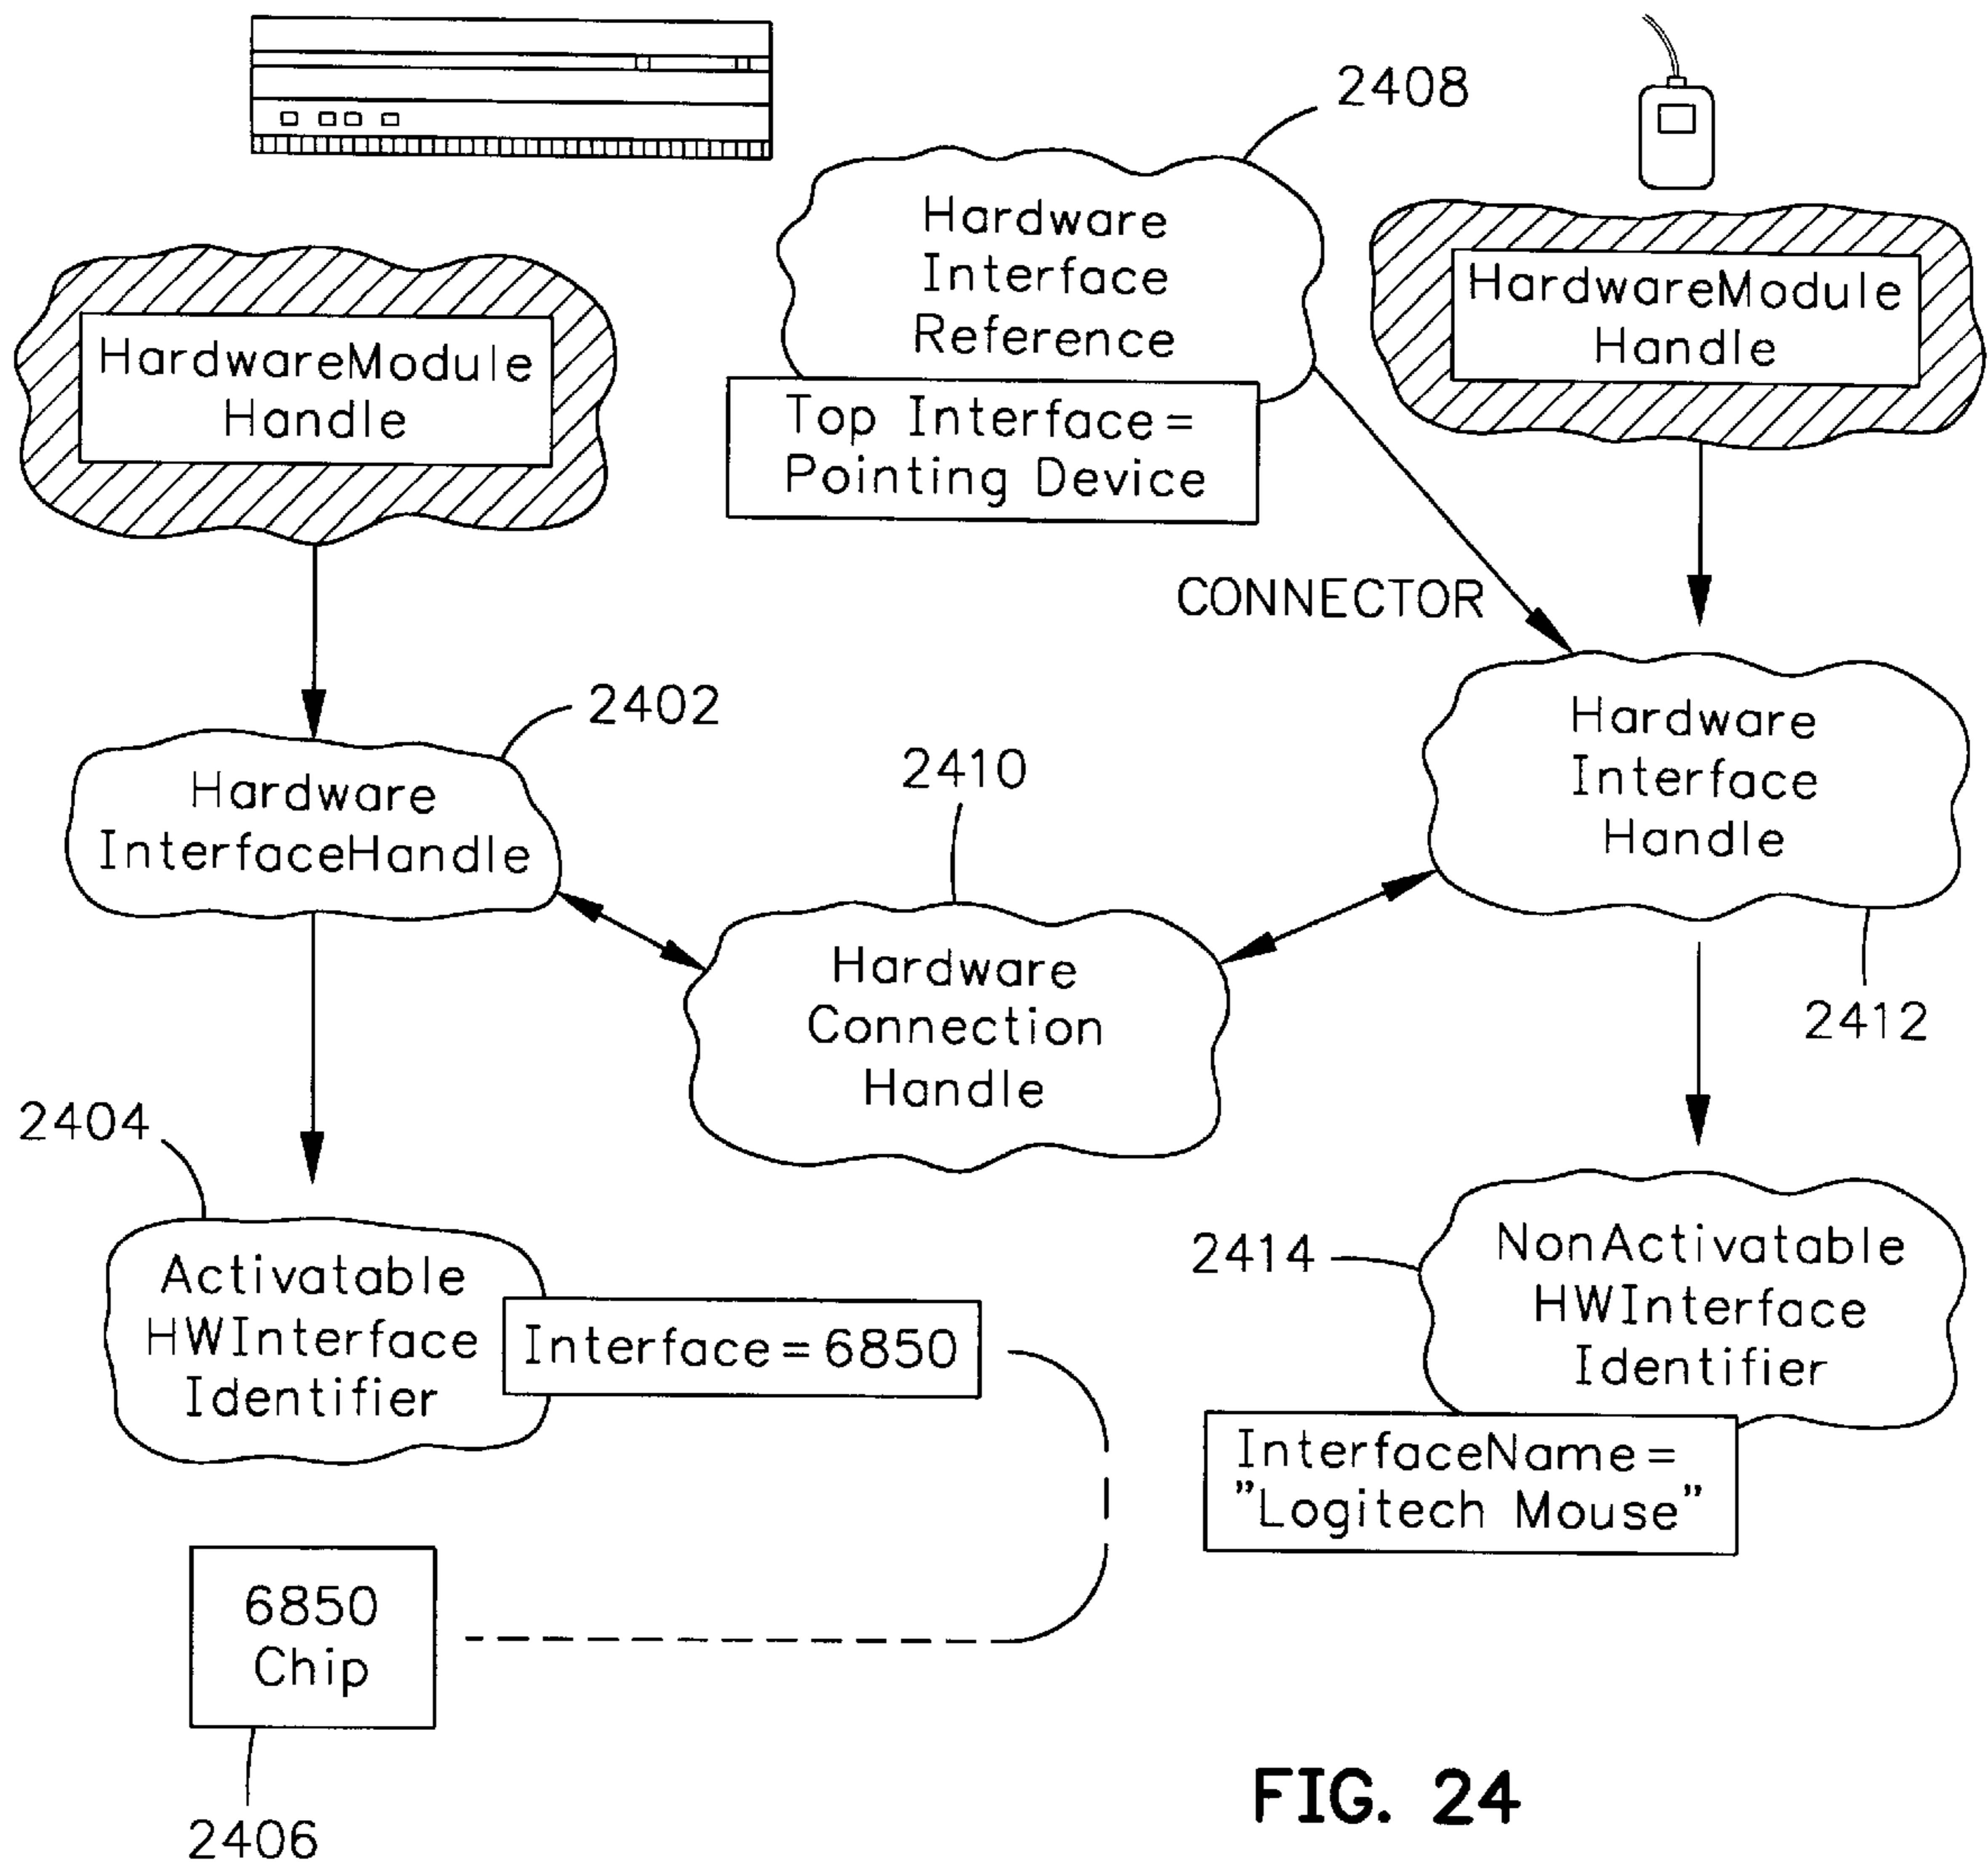 2408
Hardware
Interface
Reference
Top Interface=
Pointing Device
HardwareModule
Handle
HardwareModule
Handle
CONNECTOR
2402
Hardware
InterfaceHandle
2410
Hardware
Connection
Handle
Hardware
Interface
Handle
2412
2404
Activatable
HWInterface
Identifier
Interface=6850
2414
NonActivatable
HWInterface
Identifier
InterfaceName=
"Logitech Mouse"
6850
Chip
2406
FIG. 24